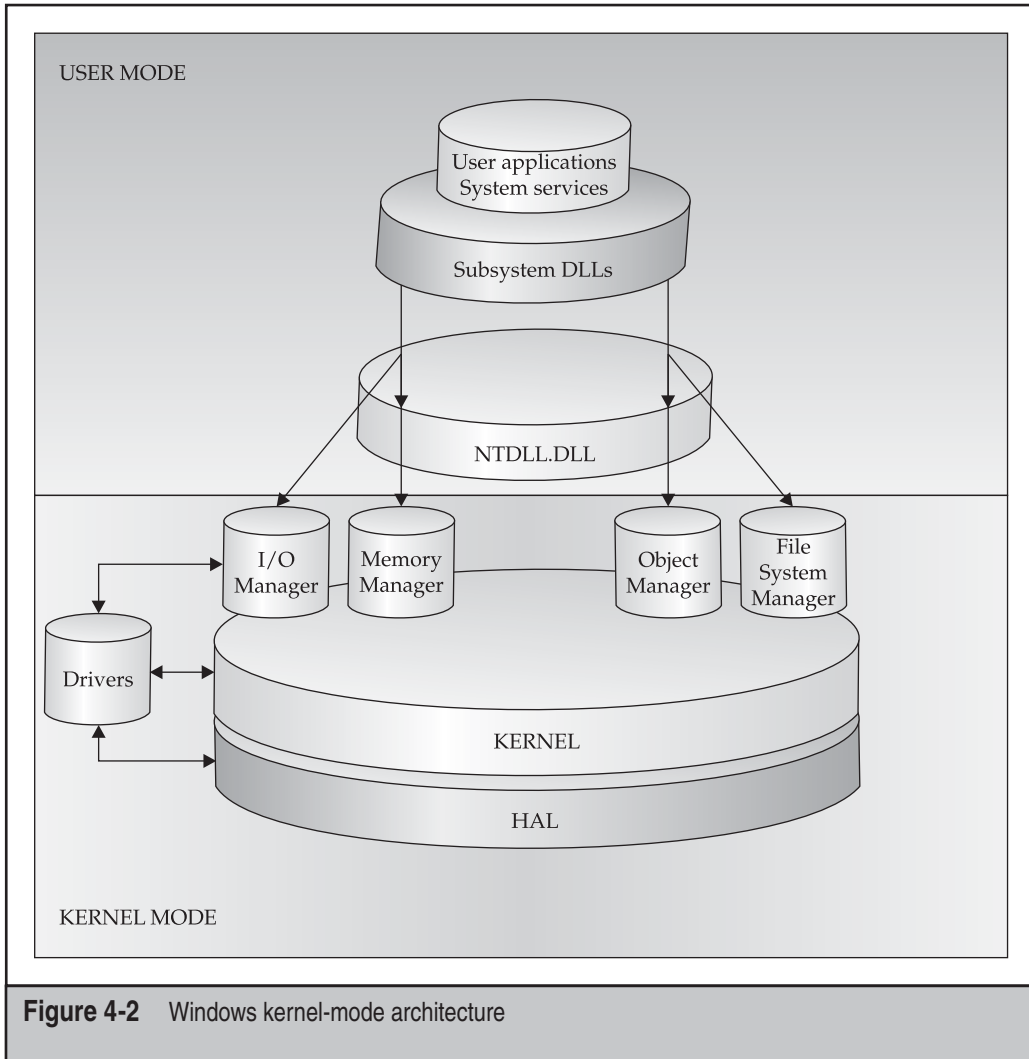 USER MODE
User applications
System services
Subsystem DLLs
NTDLL.DLL
I/O
Manager
Memory
Manager
Object
Manager
File
System
Manager
Drivers
KERNEL
HAL
KERNEL MODE
Figure 4-2 Windows kernel-mode architecture